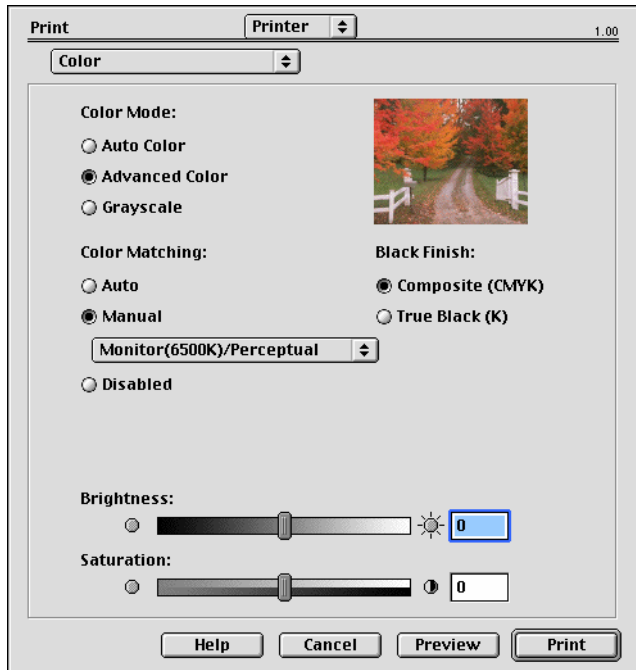 Print Printer 1.00
Color
Color Mode:
Auto Color
Advanced Color
Grayscale
Color Matching: Black Finish:
Auto Composite (CMYK)
Manual True Black (K)
Monitor(6500K)/Perceptual
Disabled
Brightness:
0
Saturation:
0
Help Cancel Preview Print